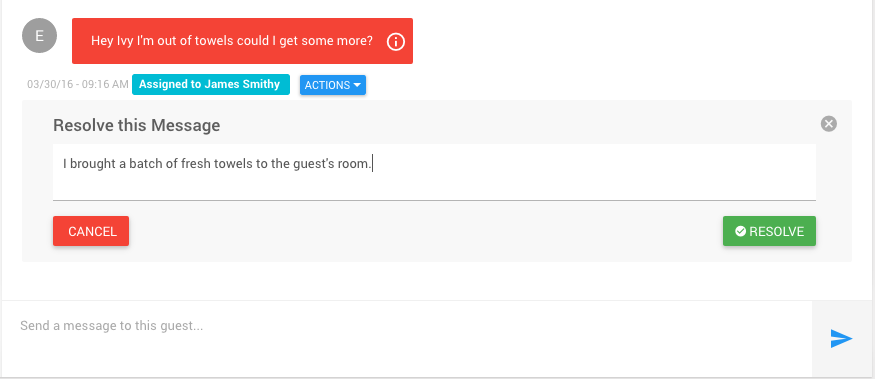 E
Hey Ivy I'm out of towels could I get some more?
03/30/16 - 09:16 AM Assigned to James Smithy ACTIONS
Resolve this Message
I brought a batch of fresh towels to the guest's room.
CANCEL RESOLVE
Send a message to this guest...